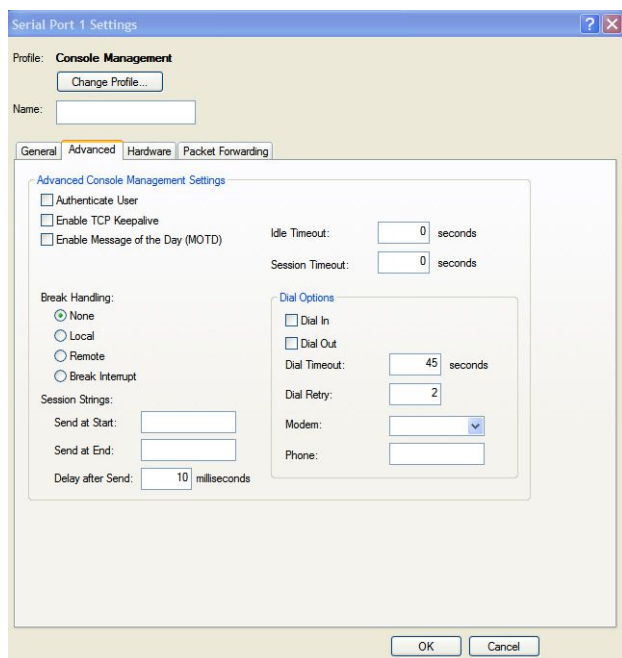 Serial Port 1 Settings
Profile: Console Management
Change Profile...
Name:
General Advanced Hardware Packet Forwarding
Advanced Console Management Settings
Authenticate User
Enable TCP Keepalive
Enable Message of the Day (MOTD)
Idle Timeout: 0 seconds
Session Timeout: 0 seconds
Break Handling:
None
Local
Remote
Break Interrupt
Session Strings:
Send at Start:
Send at End:
Delay after Send: 10 milliseconds
Dial Options
Dial In
Dial Out
Dial Timeout: 45 seconds
Dial Retry: 2
Modem:
Phone:
OK Cancel